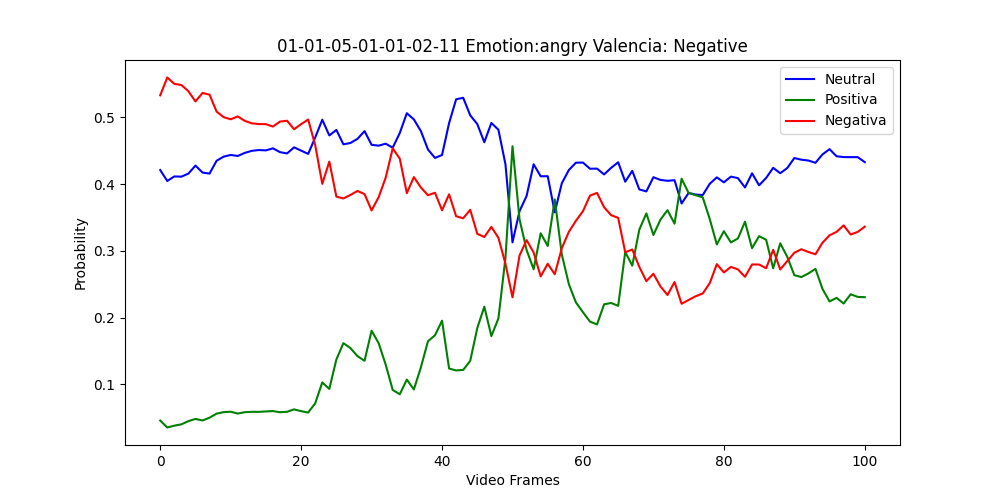 01-01-05-01-01-02-11 Emotion:angry Valencia: Negative
Neutral
Positiva
Negativa
0.5
0.4
0.3
0.2
0.1
Probability
0 20 40 60 80 100
Video Frames